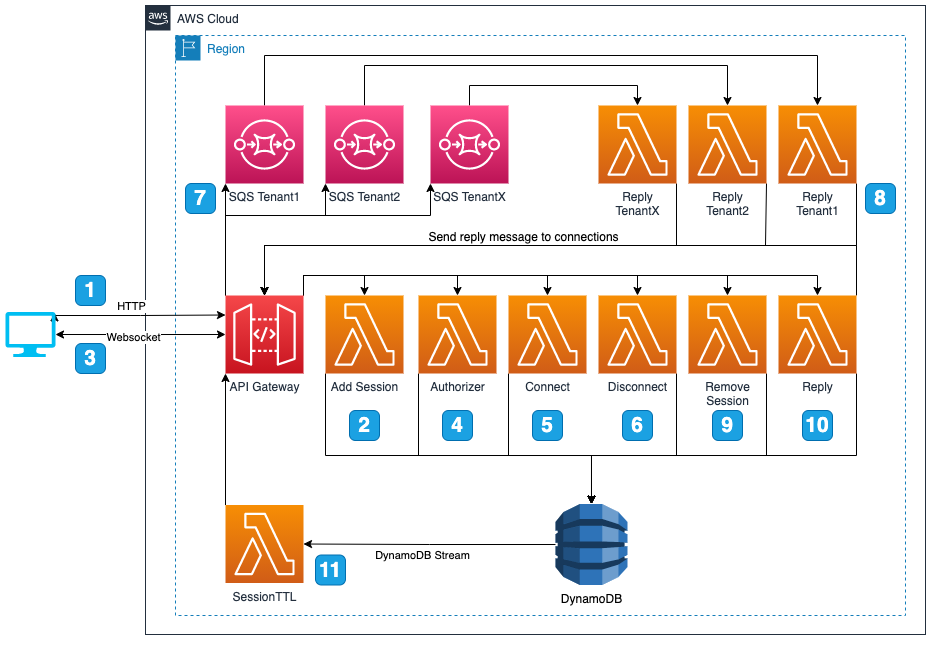 aws
AWS Cloud
Region
7
SQS Tenant1
SQS Tenant2
SQS TenantX
Reply
TenantX
Reply
Tenant2
Reply
Tenant1
8
Send reply message to connections
1
HTTP
Websocket
3
</>
API Gateway
Add Session
Authorizer
Connect
Disconnect
Remove
Session
Reply
2
4
5
6
9
10
DynamoDB Stream
11
SessionTTL
DynamoDB